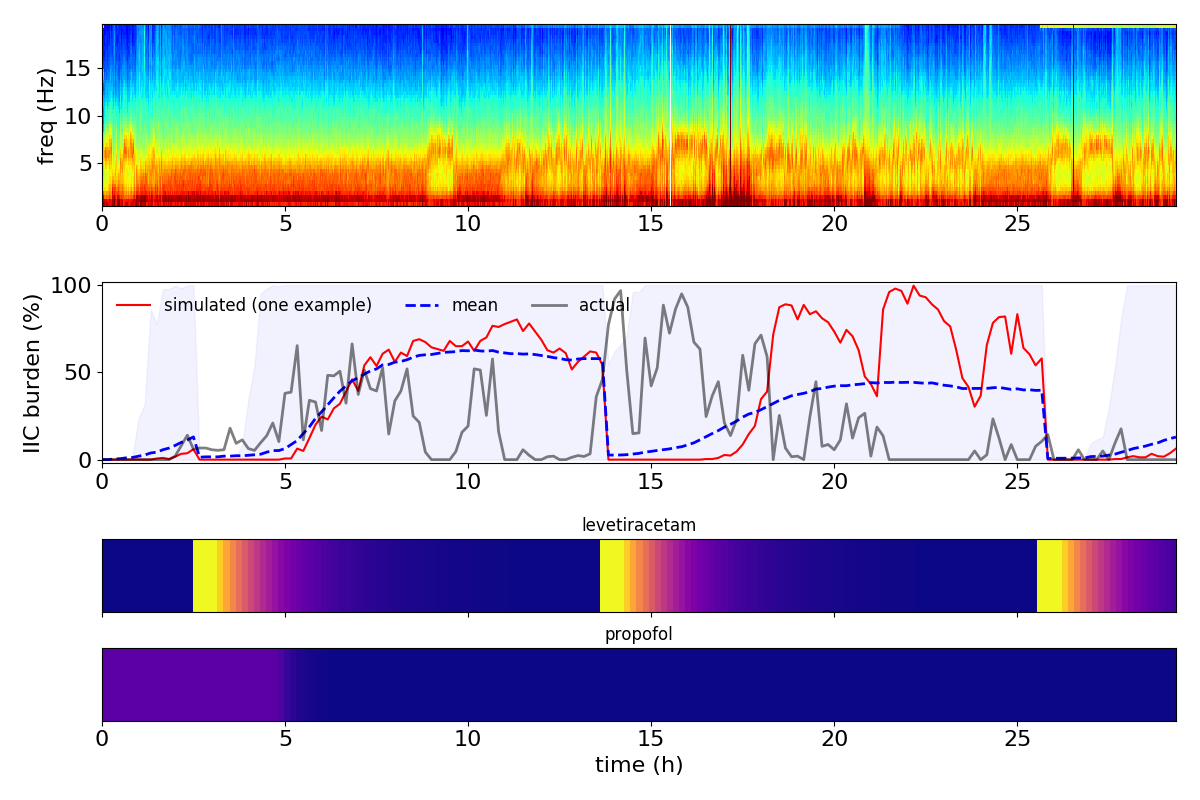 freq (Hz)
15
10
5
0 5 10 15 20 25
IIC burden (%)
100
50
0
simulated (one example) mean actual
0 5 10 15 20 25
levetiracetam
propofol
0 5 10 15 20 25
time (h)